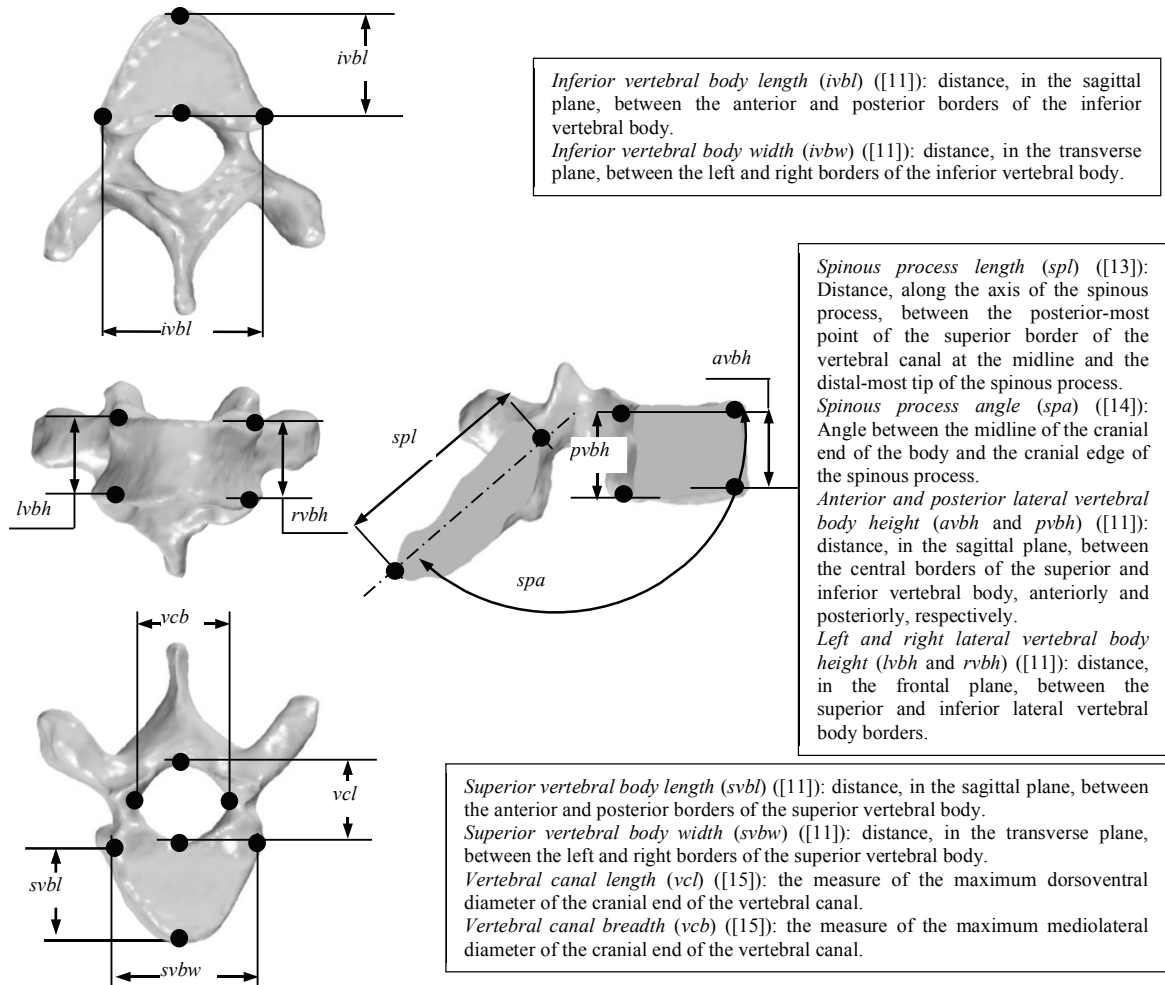 ivbl
Inferior vertebral body length (ivbl) ([11]): distance, in the sagittal
plane, between the anterior and posterior borders of the inferior
vertebral body.
Inferior vertebral body width (ivbw) ([11]): distance, in the transverse
plane, between the left and right borders of the inferior vertebral body.
ivbl
Spinous process length (spl) ([13]):
Distance, along the axis of the spinous
process, between the posterior-most
point of the superior border of the
vertebral canal at the midline and the
distal-most tip of the spinous process.
Spinous process angle (spa) ([14]):
Angle between the midline of the cranial
end of the body and the cranial edge of
the spinous process.
Anterior and posterior lateral vertebral
body height (avbh and pvbh) ([11]):
distance, in the sagittal plane, between
the central borders of the superior and
inferior vertebral body, anteriorly and
posteriorly, respectively.
Left and right lateral vertebral body
height (lvbh and rvbh) ([11]): distance,
in the frontal plane, between the
superior and inferior lateral vertebral
body borders.
avbh
spl
pvbh
lvbh
rvbh
spa
vcb
vcl
svbl
svbw
Superior vertebral body length (svbl) ([11]): distance, in the sagittal plane, between
the anterior and posterior borders of the superior vertebral body.
Superior vertebral body width (svbw) ([11]): distance, in the transverse plane,
between the left and right borders of the superior vertebral body.
Vertebral canal length (vcl) ([15]): the measure of the maximum dorsoventral
diameter of the cranial end of the vertebral canal.
Vertebral canal breadth (vcb) ([15]): the measure of the maximum mediolateral
diameter of the cranial end of the vertebral canal.